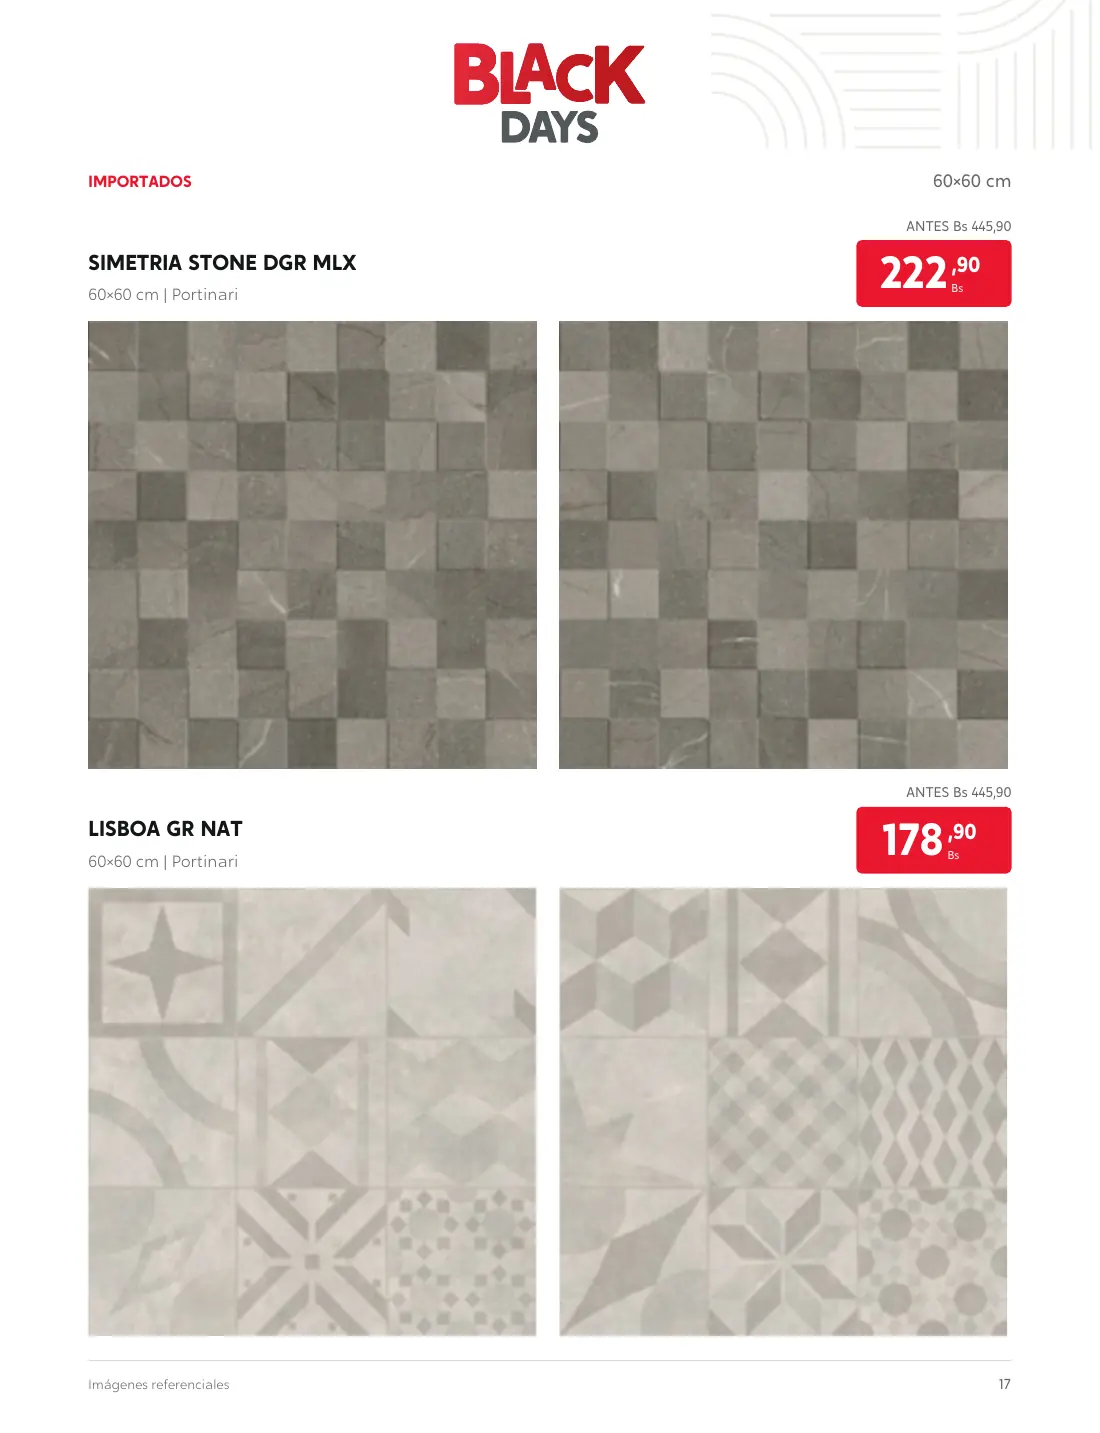 BLACK
DAYS
IMPORTADOS
60×60 cm
ANTES Bs 445,90
SIMETRIA STONE DGR MLX
222,90
Bs
60×60 cm | Portinari
ANTES Bs 445,90
LISBOA GR NAT
178,90
Bs
60×60 cm | Portinari
Imágenes referenciales
17